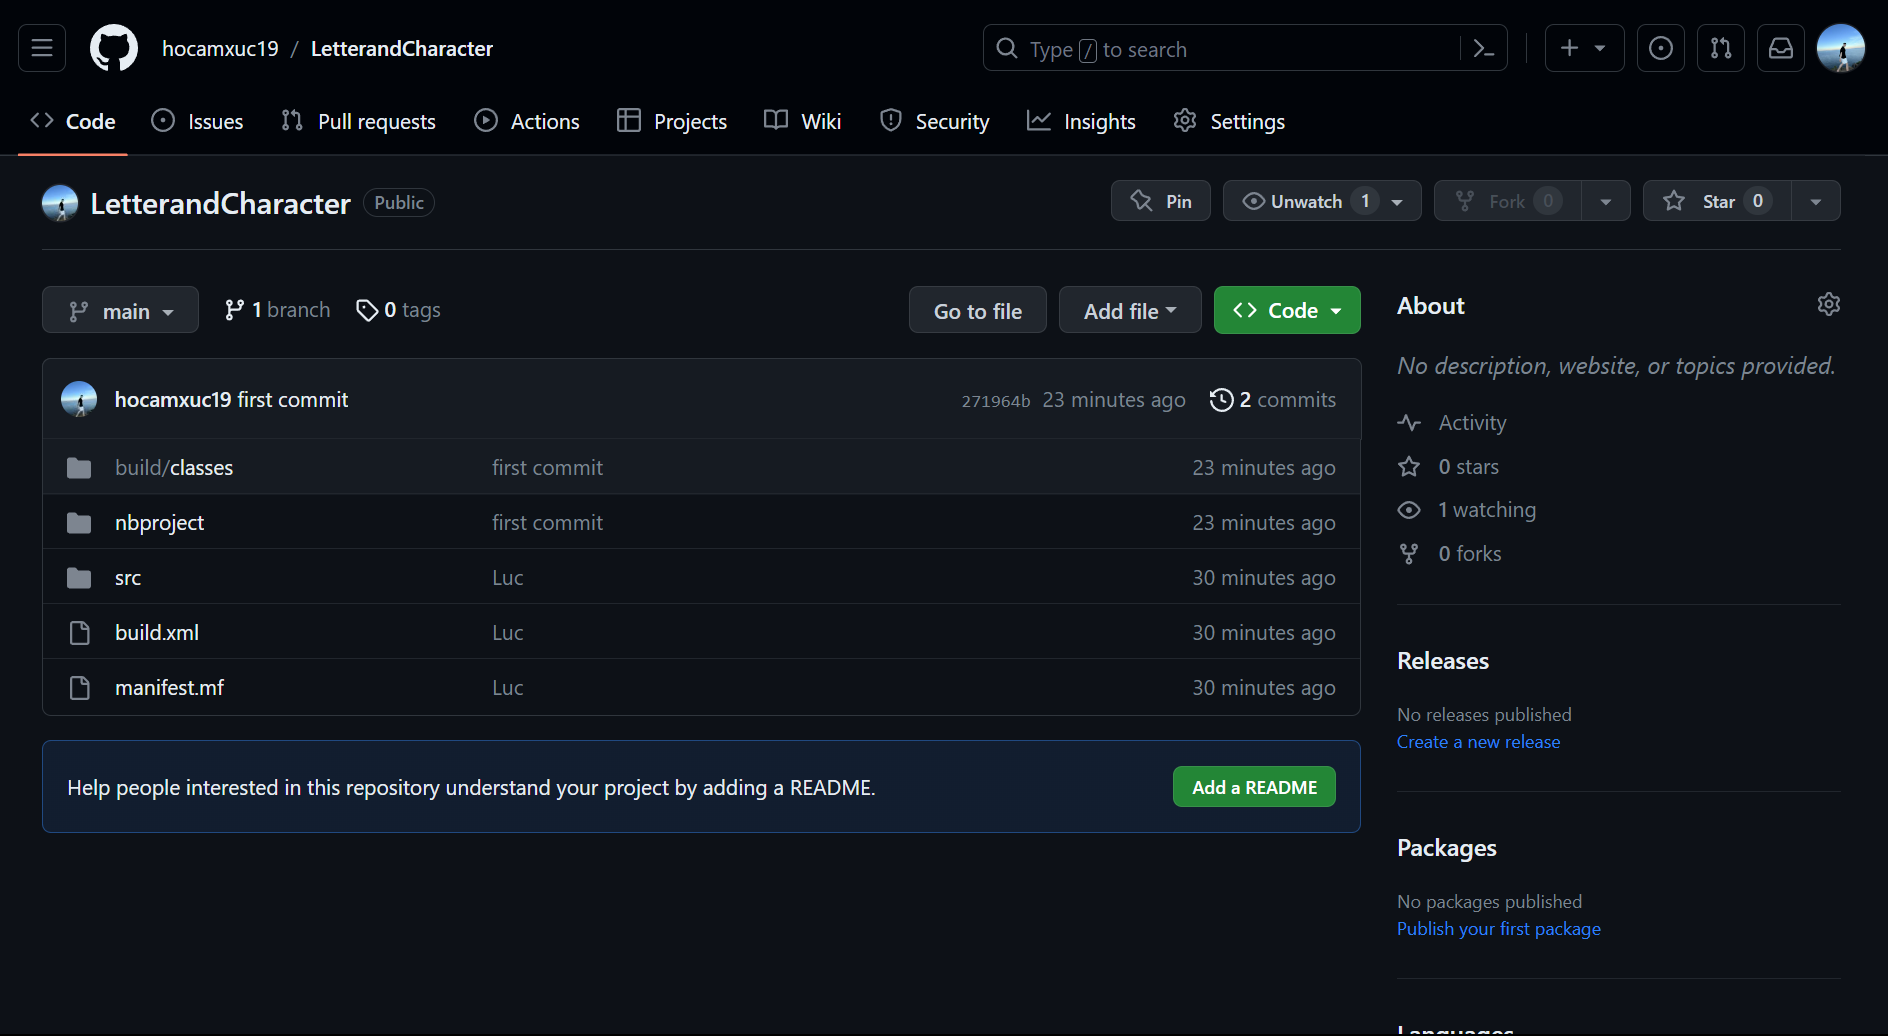 hocamxuc19 / LetterandCharacter
Type / to search
Code Issues Pull requests Actions Projects Wiki Security Insights Settings
LetterandCharacter Public
Pin Unwatch 1 Fork 0 Star 0
main 1 branch 0 tags Go to file Add file Code
hocamxuc19 first commit 271964b 23 minutes ago 2 commits
build/classes first commit 23 minutes ago
nbproject first commit 23 minutes ago
src Luc 30 minutes ago
build.xml Luc 30 minutes ago
manifest.mf Luc 30 minutes ago
Help people interested in this repository understand your project by adding a README. Add a README
About
No description, website, or topics provided.
Activity
0 stars
1 watching
0 forks
Releases
No releases published
Create a new release
Packages
No packages published
Publish your first package
Languages